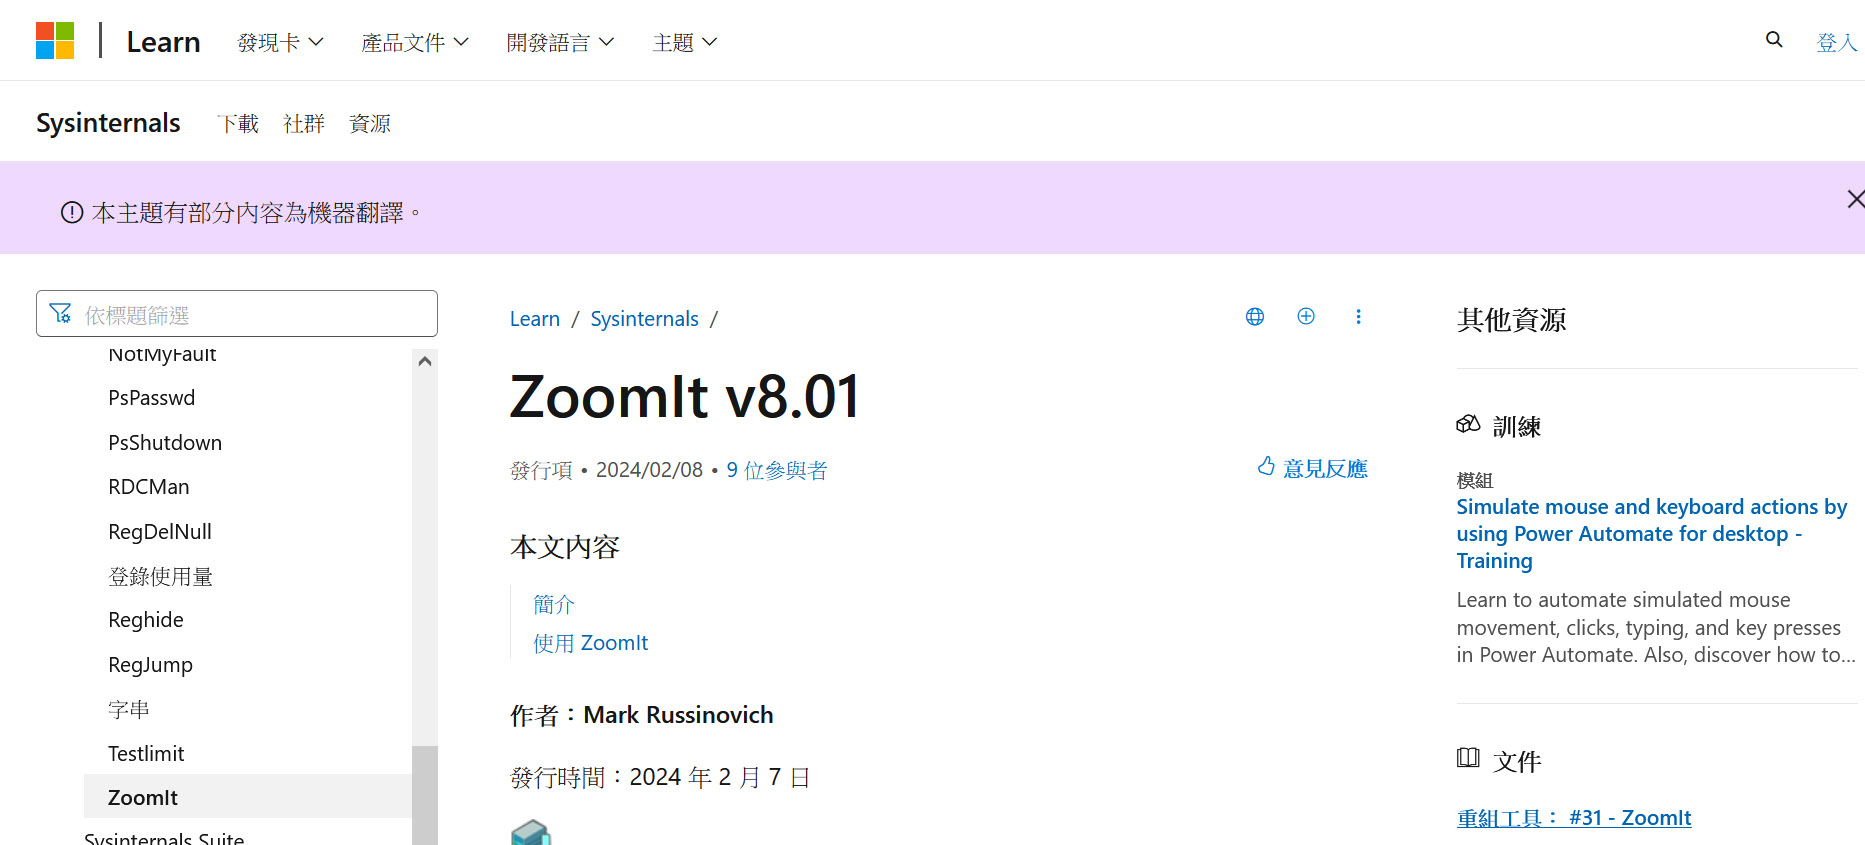 Learn 發現卡 產品文件 開發語言 主題 登入
Sysinternals 下載 社群 資源
本主題有部分內容為機器翻譯。
依標題篩選
NotMyFault
PsPasswd
PsShutdown
RDCMan
RegDelNull
登錄使用量
Reghide
RegJump
字串
Testlimit
ZoomIt
Sysinternals Suite
Learn / Sysinternals /
ZoomIt v8.01
發行項 • 2024/02/08 • 9 位參與者
意見反應
本文內容
簡介
使用 ZoomIt
作者：Mark Russinovich
發行時間：2024 年 2 月 7 日
其他資源
訓練
模組
Simulate mouse and keyboard actions by
using Power Automate for desktop -
Training
Learn to automate simulated mouse
movement, clicks, typing, and key presses
in Power Automate. Also, discover how to...
文件
重組工具： #31 - ZoomIt